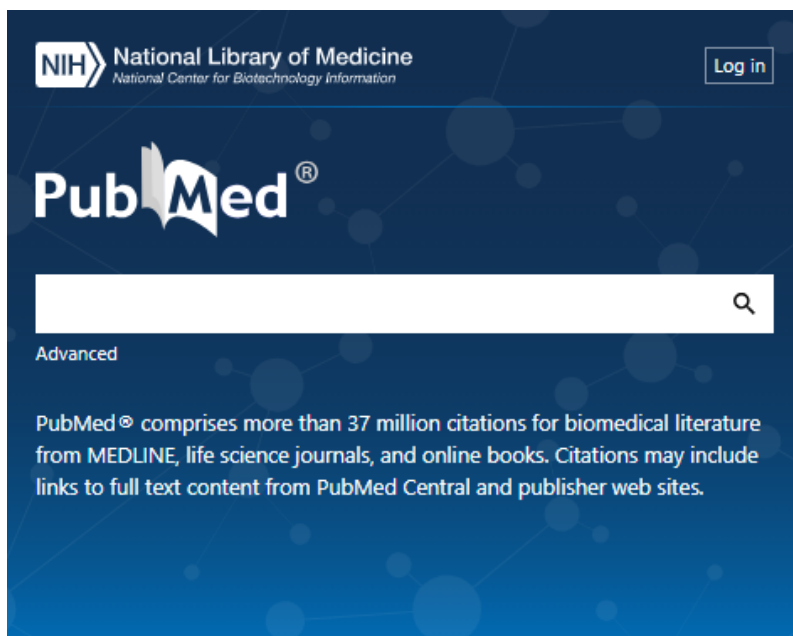 NIH National Library of Medicine
National Center for Biotechnology Information
Log in
PubMed®
Advanced
PubMed® comprises more than 37 million citations for biomedical literature
from MEDLINE, life science journals, and online books. Citations may include
links to full text content from PubMed Central and publisher web sites.